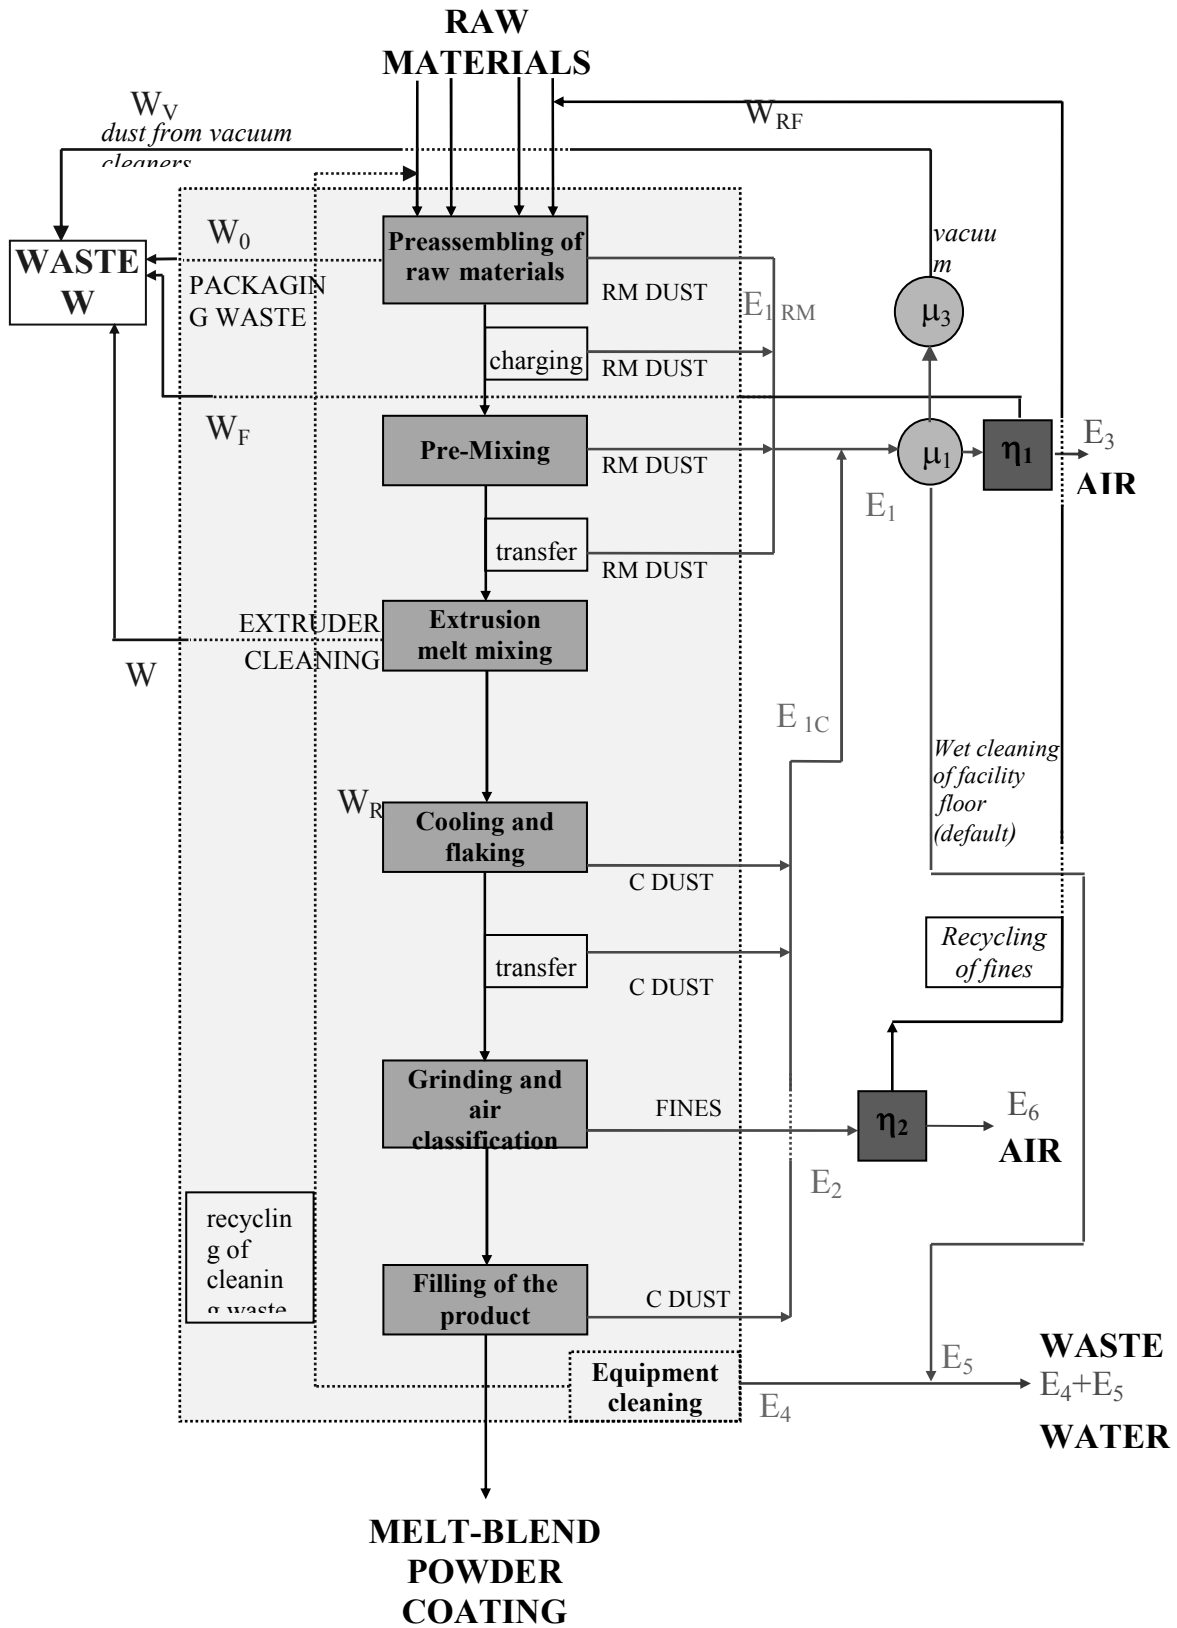 RAW
MATERIALS
W_V
dust from vacuum
cleaners
W_RF
W_0
WASTE
W
PACKAGIN
G WASTE
Preassembling of
raw materials
RM DUST
E_1 RM
vacuu
m
μ_3
charging
RM DUST
W_F
Pre-Mixing
RM DUST
μ_1
η_1
E_3
AIR
E_1
transfer
RM DUST
EXTRUDER
CLEANING
W
Extrusion
melt mixing
E_1C
Wet cleaning
of facility
floor
(default)
W_R
Cooling and
flaking
C DUST
transfer
C DUST
Recycling
of fines
Grinding and
air
classification
FINES
η_2
E_6
AIR
E_2
recyclin
g of
cleanin
g waste
Filling of the
product
C DUST
Equipment
cleaning
E_4
E_5
WASTE
E_4+E_5
WATER
MELT-BLEND
POWDER
COATING